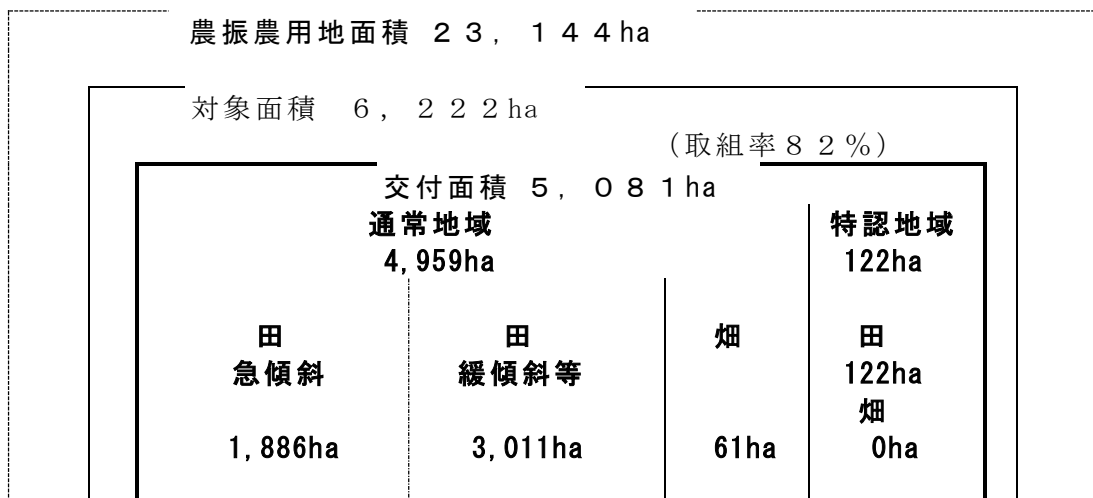 農振農用地面積 ２３，１４４ha
対象面積 ６，２２２ha
（取組率８２％）
交付面積 ５，０８１ha
通常地域 特認地域
4,959ha 122ha
田 田 畑 田
急傾斜 緩傾斜等 122ha
畑
1,886ha 3,011ha 61ha 0ha